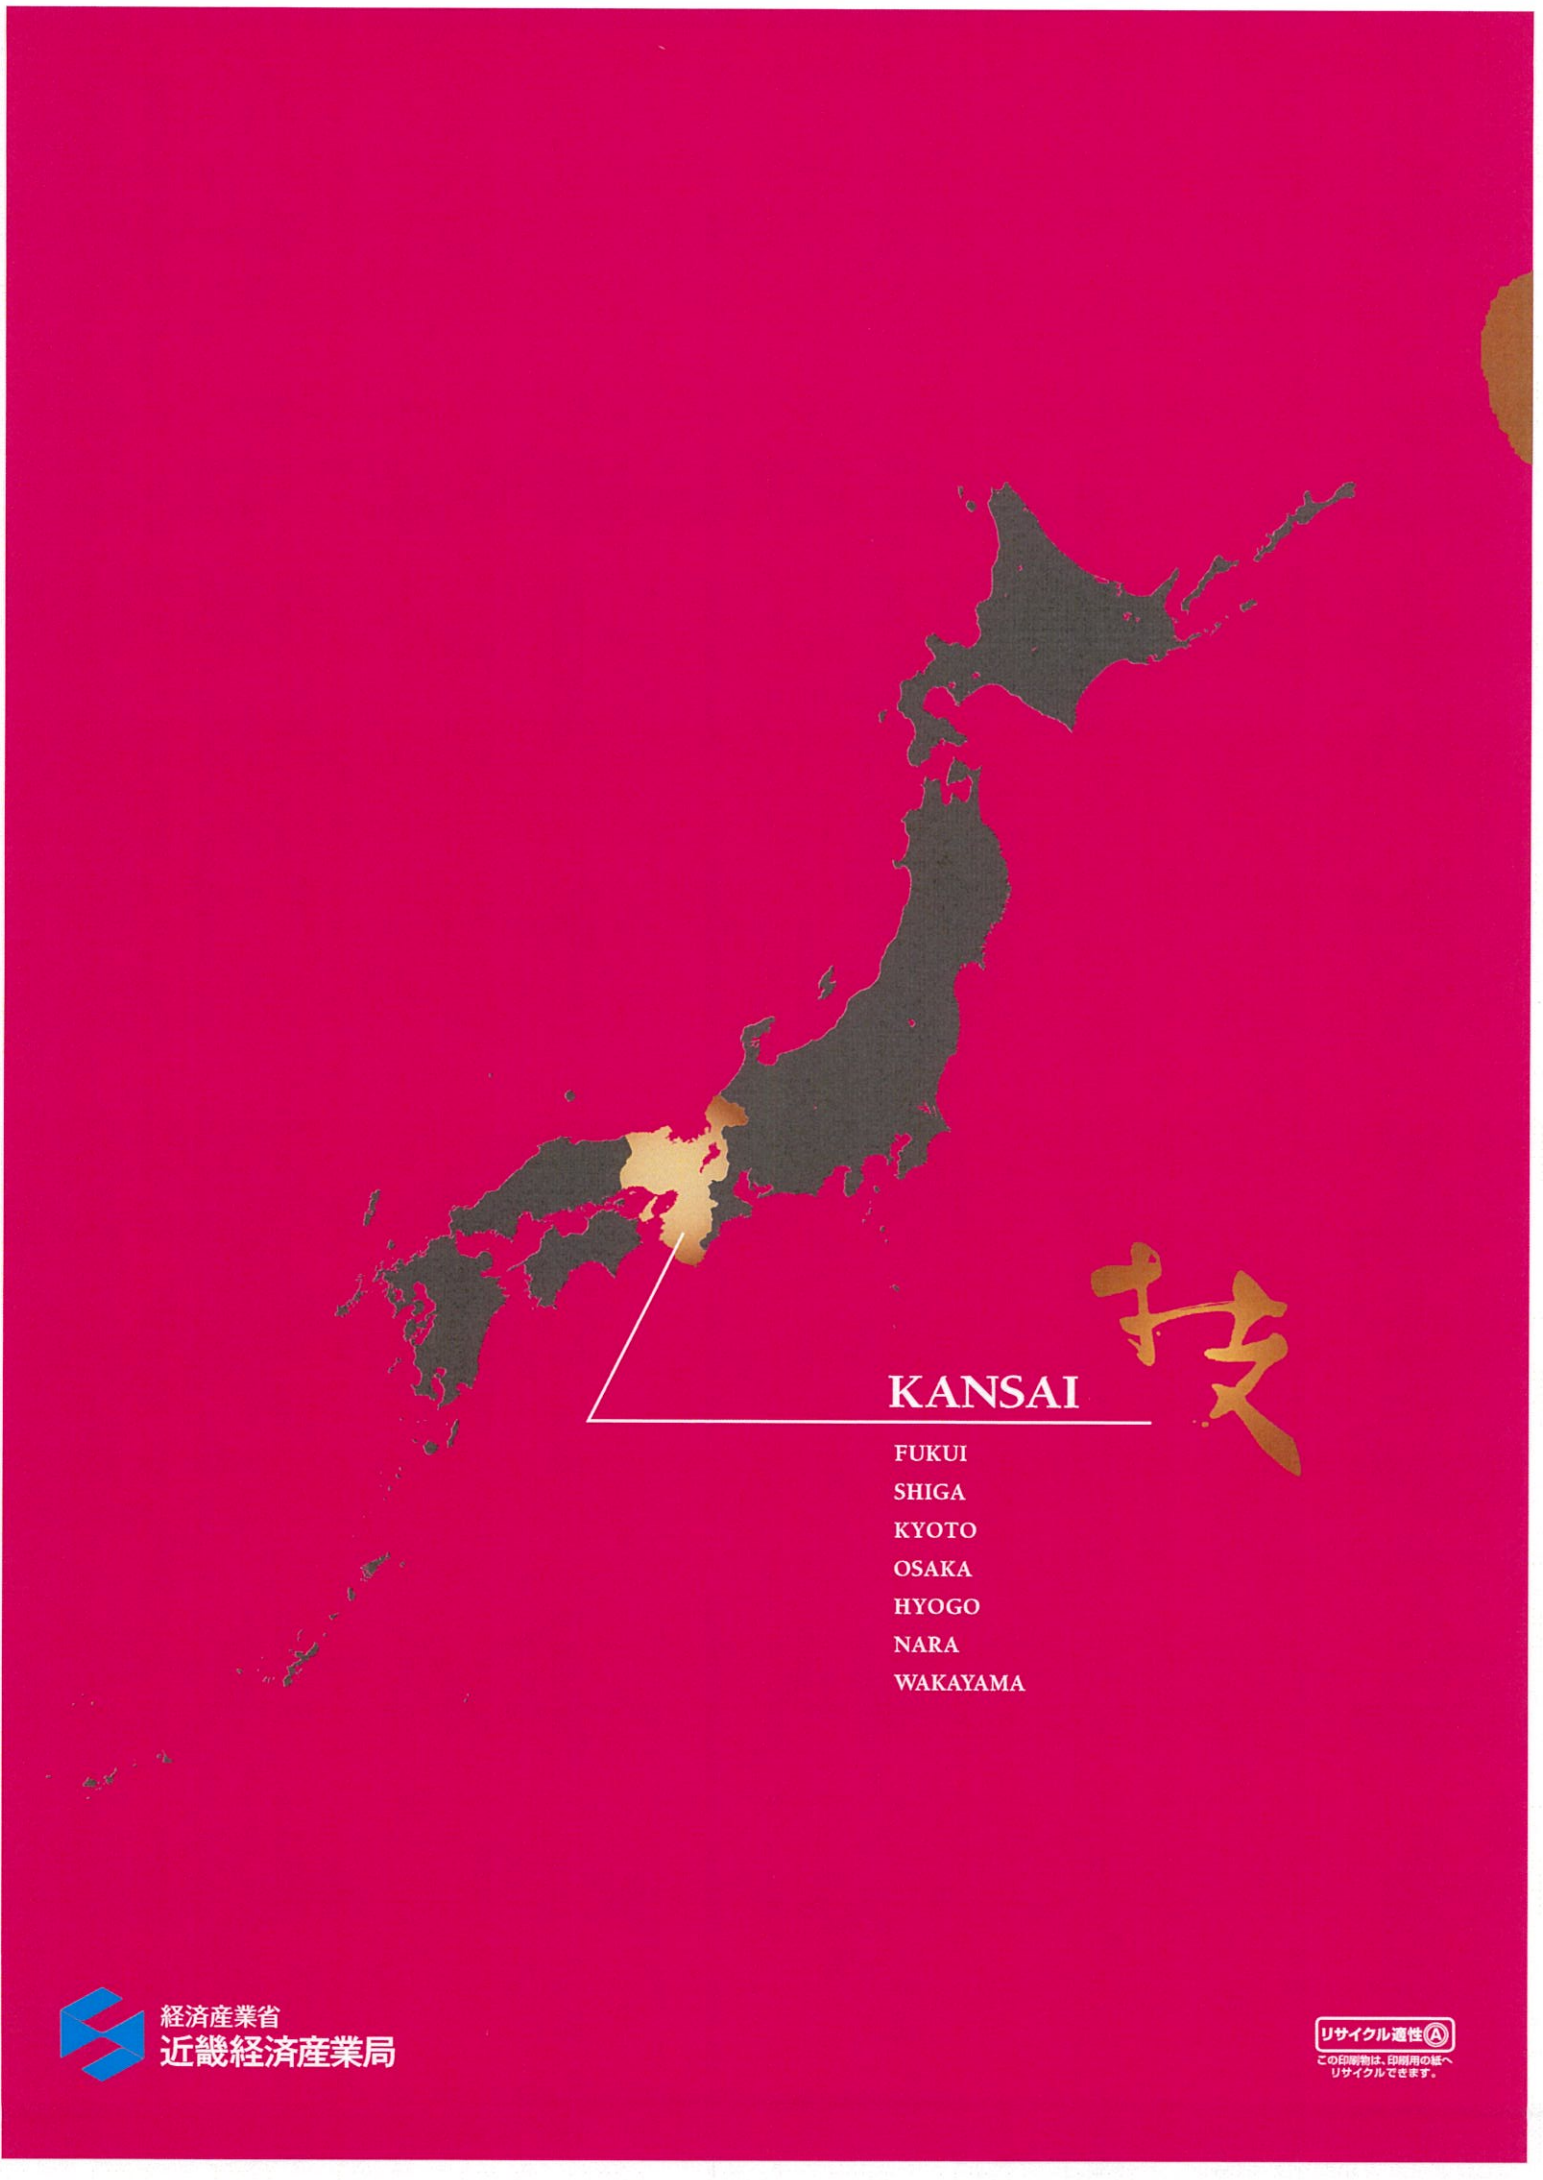 技
KANSAI
FUKUI
SHIGA
KYOTO
OSAKA
HYOGO
NARA
WAKAYAMA
経済産業省
近畿経済産業局
リサイクル適性Ⓐ
この印刷物は、印刷用の紙へ
リサイクルできます。